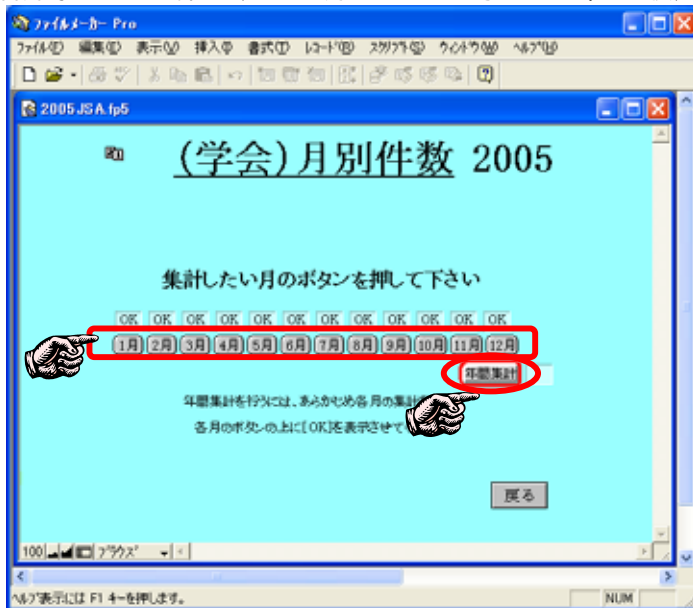 ファイルメーカー Pro
ファイル(F) 編集(E) 表示(V) 挿入(I) 書式(T) レコード(R) スクリプト(S) ウィンドウ(W) ヘルプ(H)
2005JSA.fp5
(学会)月別件数 2005
集計したい月のボタンを押して下さい
OK OK OK OK OK OK OK OK OK OK OK OK
1月 2月 3月 4月 5月 6月 7月 8月 9月 10月 11月 12月
年間集計
年間集計を行うには、あらかじめ各月の集計
各月のボタンの上に[OK]を表示させて
戻る
100 ブラウズ
ヘルプ表示には F1 キーを押します。
NUM